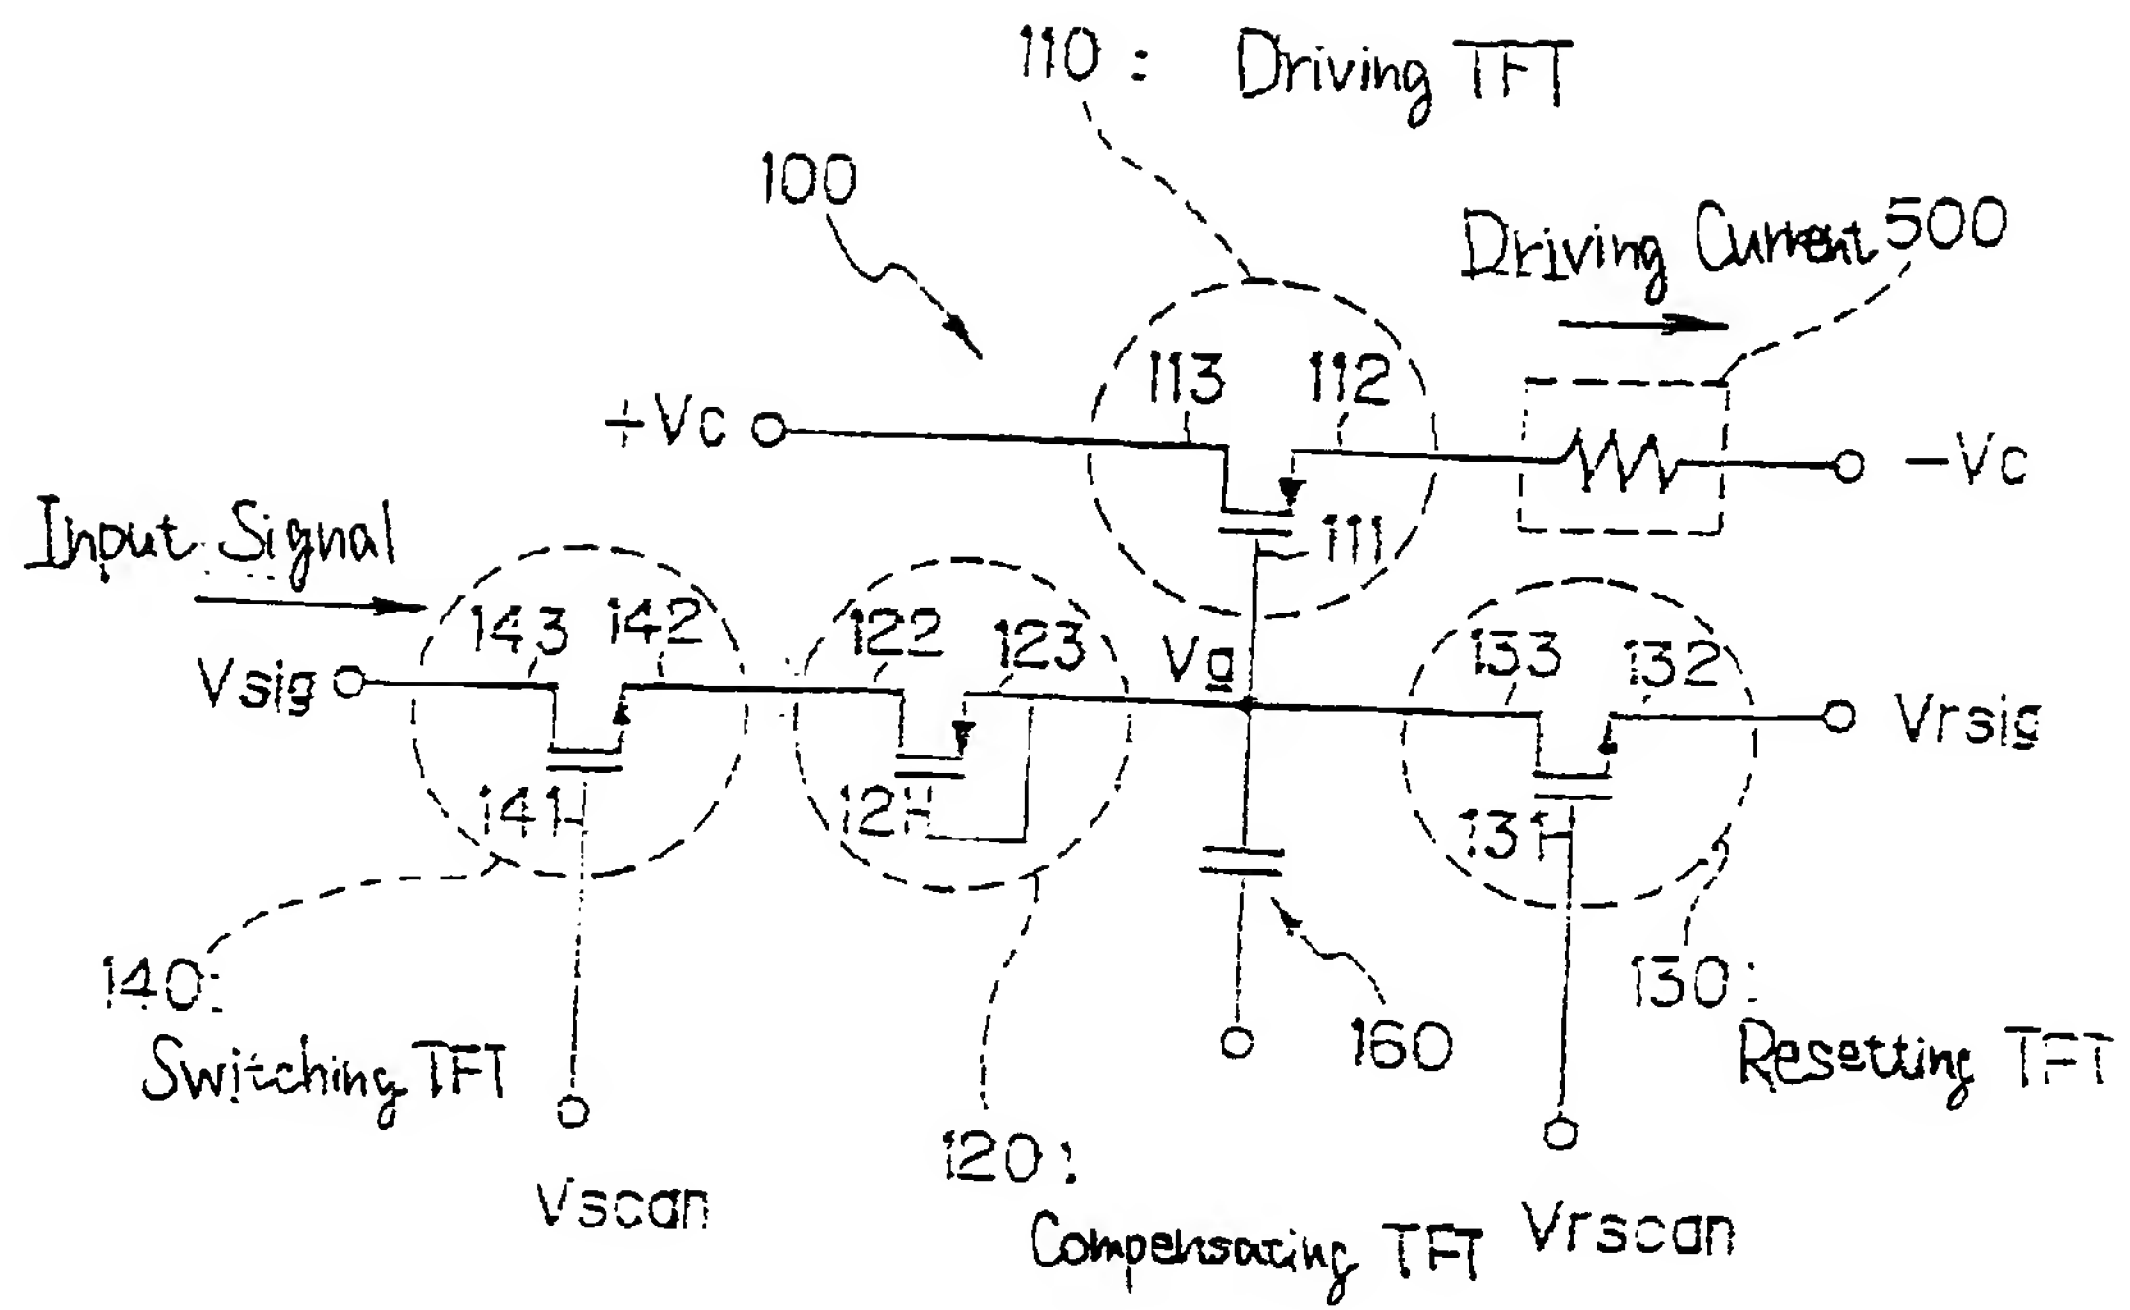 110 : Driving TFT
100
Driving Current 500
113 112
+Vc
-Vc
111
Input Signal
143 142
122 123
Vg
133 132
Vsig
Vrsig
141
121
131
140:
Switching TFT
130:
Resetting TFT
160
120:
Compensating TFT
Vscan
Vrscan